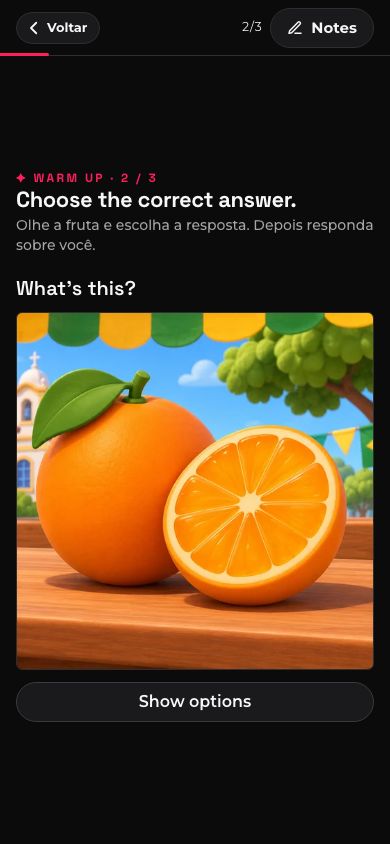 Voltar
2/3
Notes
WARM UP · 2 / 3
Choose the correct answer.
Olhe a fruta e escolha a resposta. Depois responda
sobre você.
What's this?
Show options